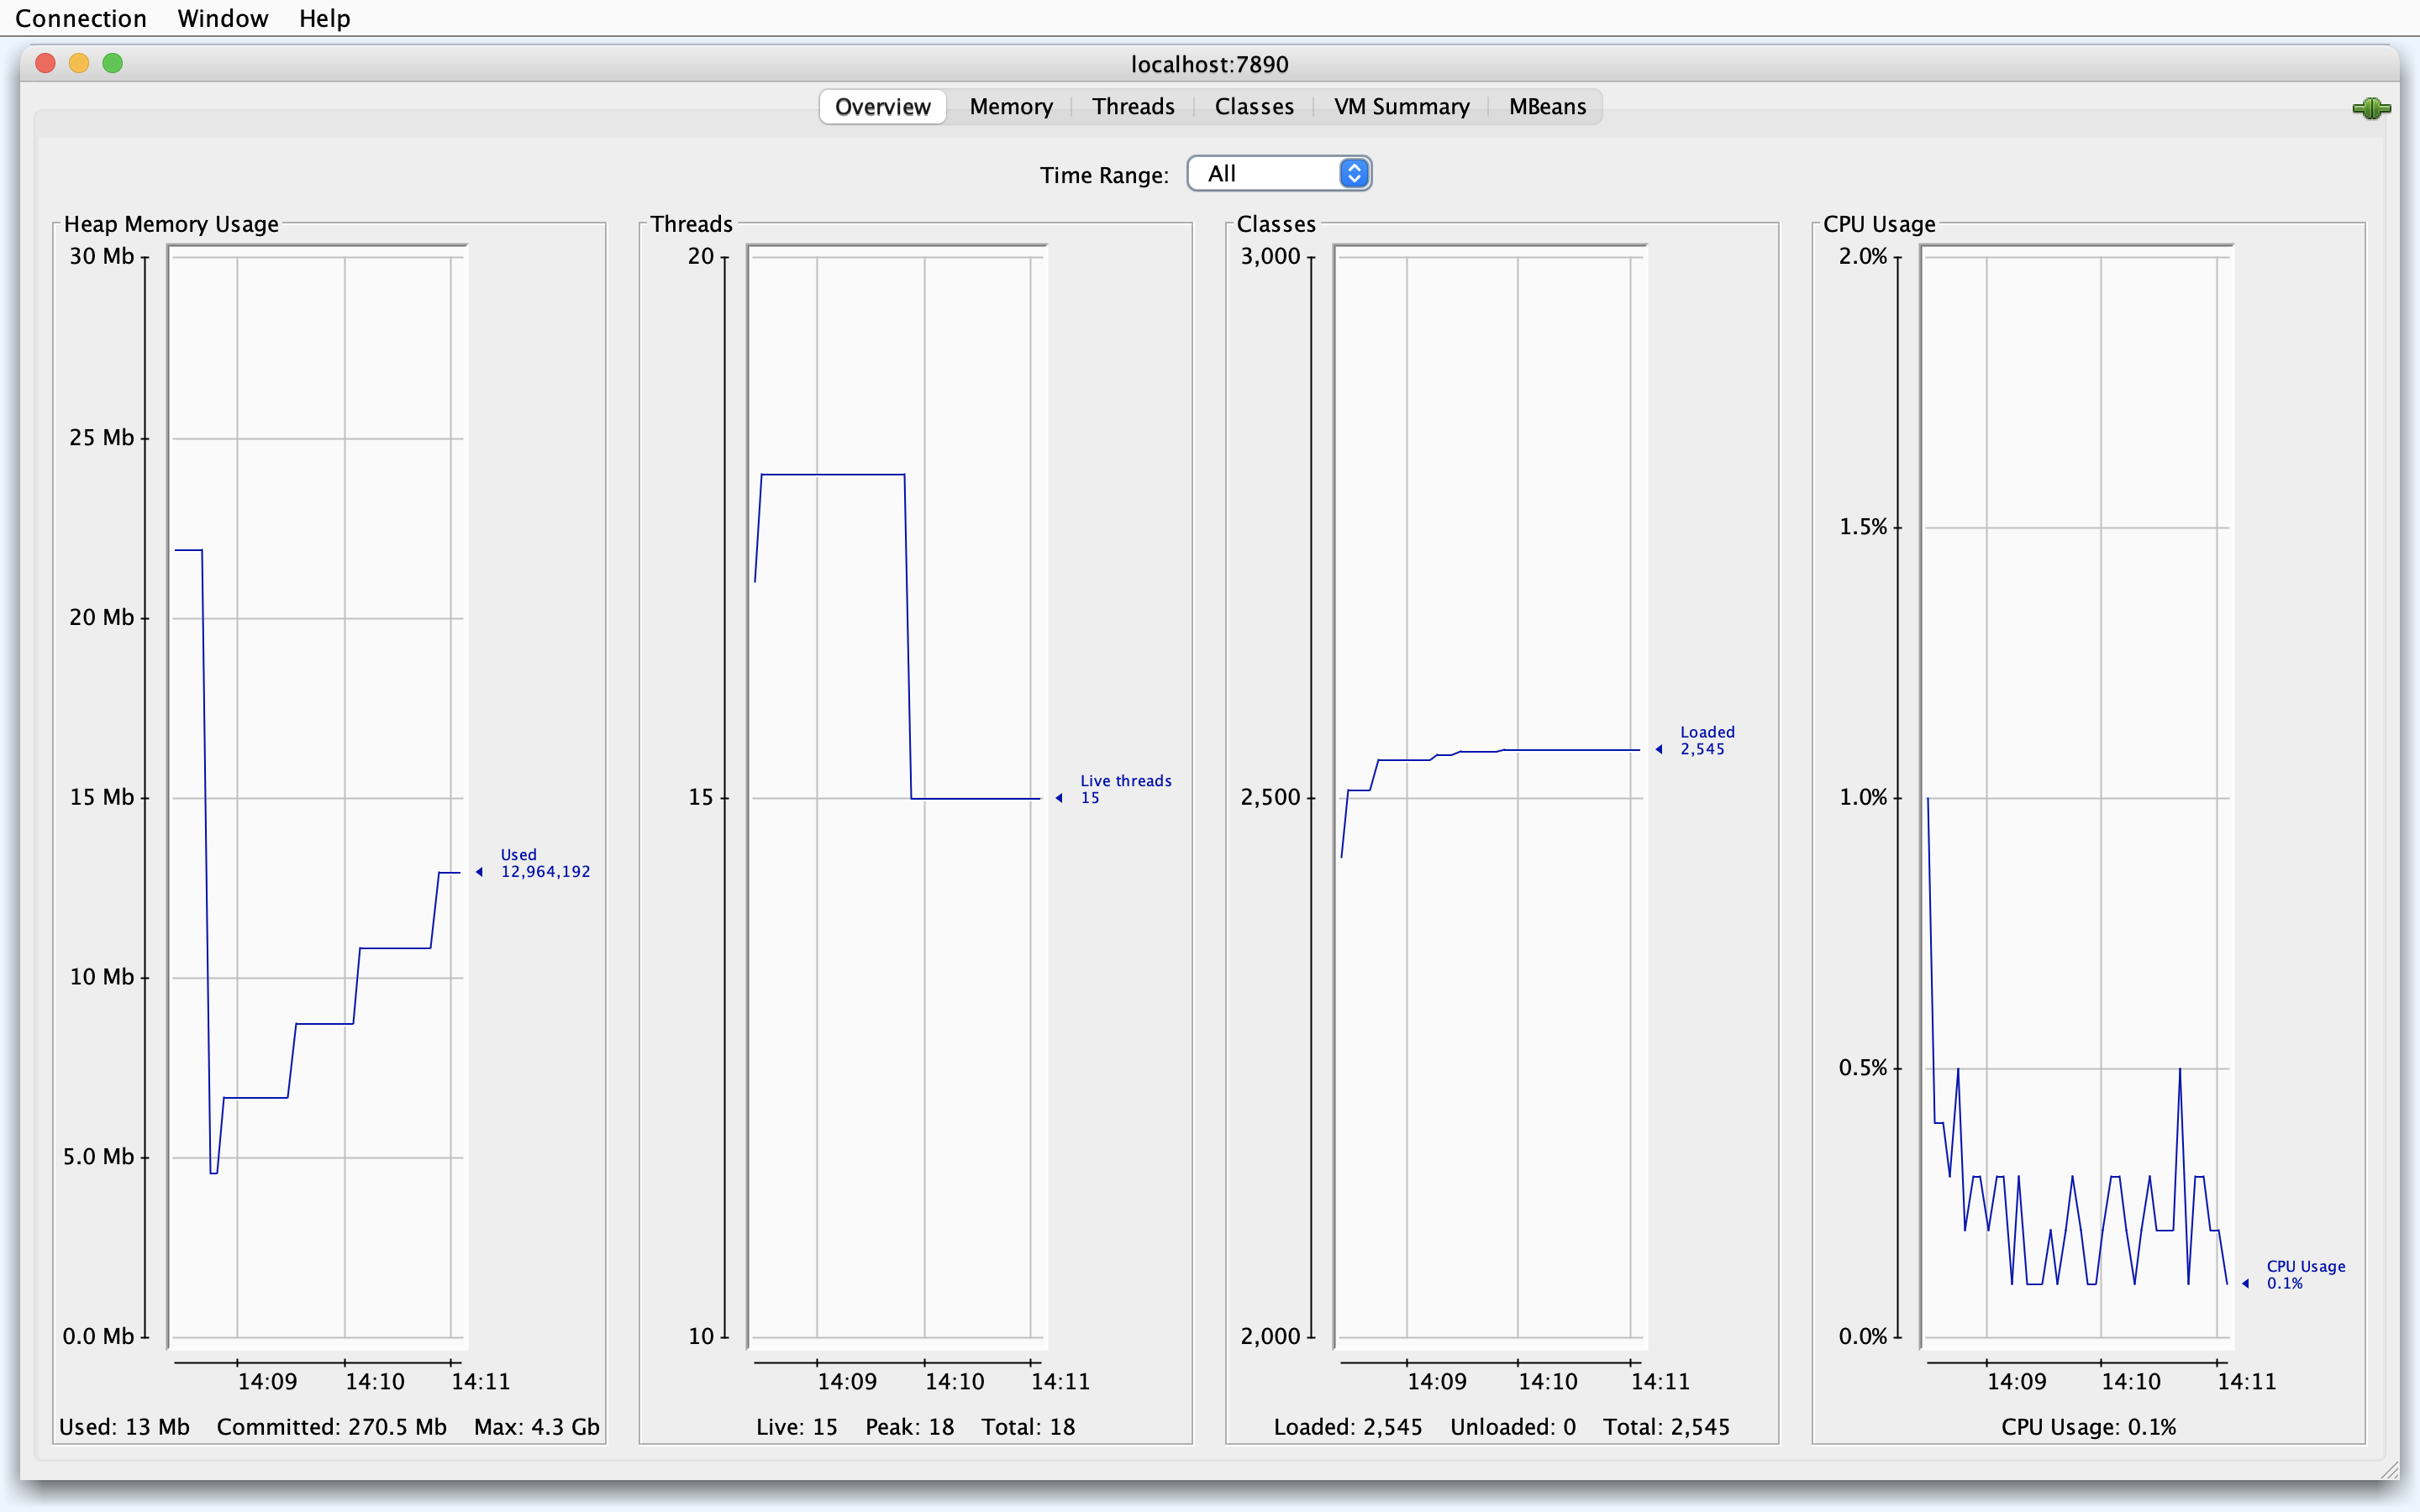 Connection Window Help
localhost:7890
Overview Memory Threads Classes VM Summary MBeans
Time Range: All
Heap Memory Usage
30 Mb
25 Mb
20 Mb
15 Mb
10 Mb
5.0 Mb
0.0 Mb
Used
12,964,192
14:09 14:10 14:11
Used: 13 Mb Committed: 270.5 Mb Max: 4.3 Gb
Threads
20
15
10
Live threads
15
14:09 14:10 14:11
Live: 15 Peak: 18 Total: 18
Classes
3,000
2,500
2,000
Loaded
2,545
14:09 14:10 14:11
Loaded: 2,545 Unloaded: 0 Total: 2,545
CPU Usage
2.0%
1.5%
1.0%
0.5%
0.0%
CPU Usage
0.1%
14:09 14:10 14:11
CPU Usage: 0.1%